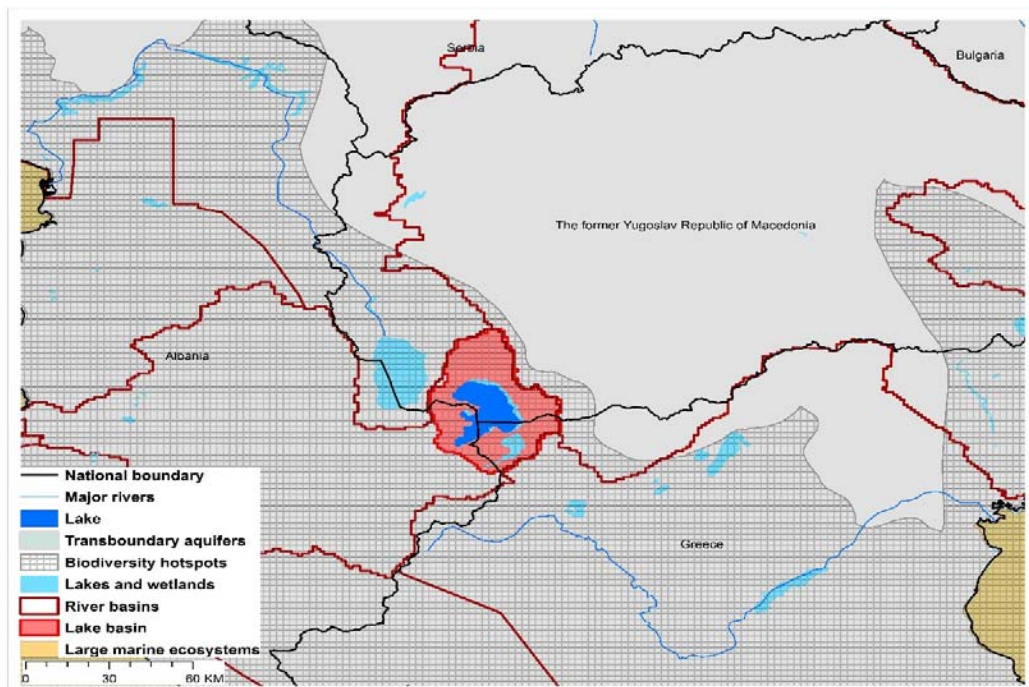 Serbia
Bulgaria
The former Yugoslav Republic of Macedonia
Albania
Greece
National boundary
Major rivers
Lake
Transboundary aquifers
Biodiversity hotspots
Lakes and wetlands
River basins
Lake basin
Large marine ecosystems
0 30 60 KM